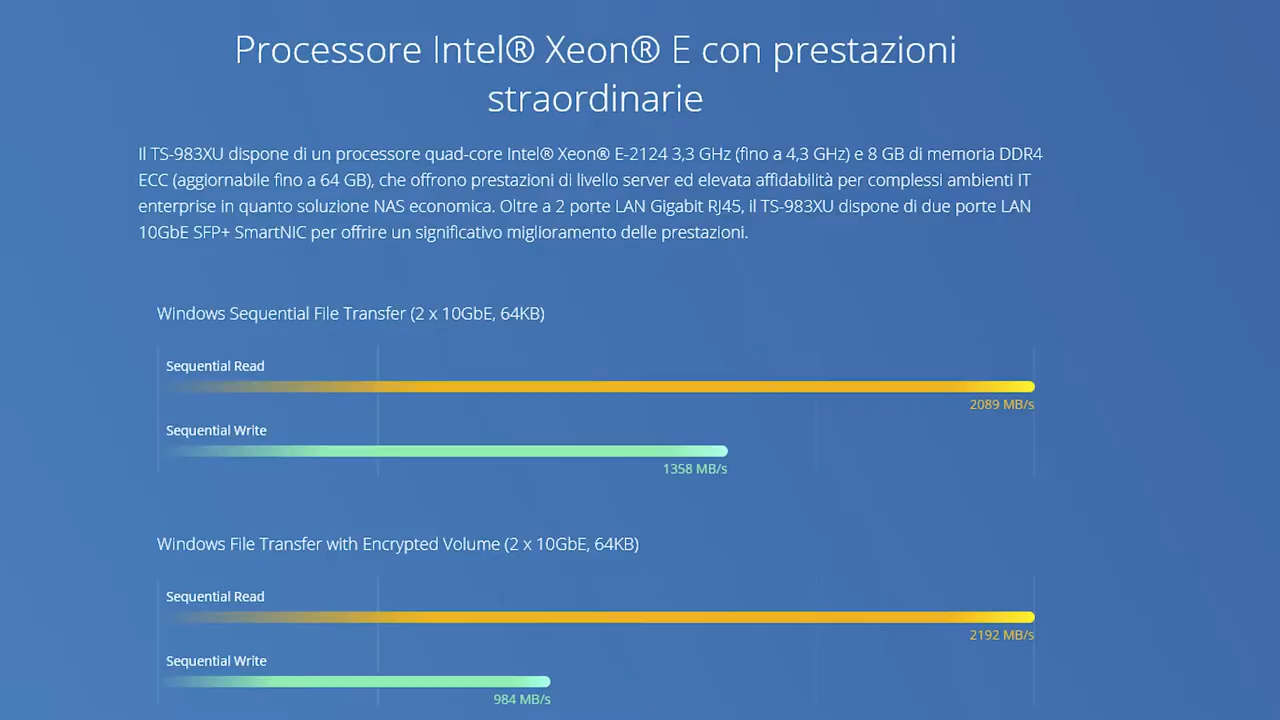 Processore Intel® Xeon® E con prestazioni
straordinarie
Il TS-983XU dispone di un processore quad-core Intel® Xeon® E-2124 3,3 GHz (fino a 4,3 GHz) e 8 GB di memoria DDR4
ECC (aggiornabile fino a 64 GB), che offrono prestazioni di livello server ed elevata affidabilità per complessi ambienti IT
enterprise in quanto soluzione NAS economica. Oltre a 2 porte LAN Gigabit RJ45, il TS-983XU dispone di due porte LAN
10GbE SFP+ SmartNIC per offrire un significativo miglioramento delle prestazioni.
Windows Sequential File Transfer (2 x 10GbE, 64KB)
Sequential Read
2089 MB/s
Sequential Write
1358 MB/s
Windows File Transfer with Encrypted Volume (2 x 10GbE, 64KB)
Sequential Read
2192 MB/s
Sequential Write
984 MB/s